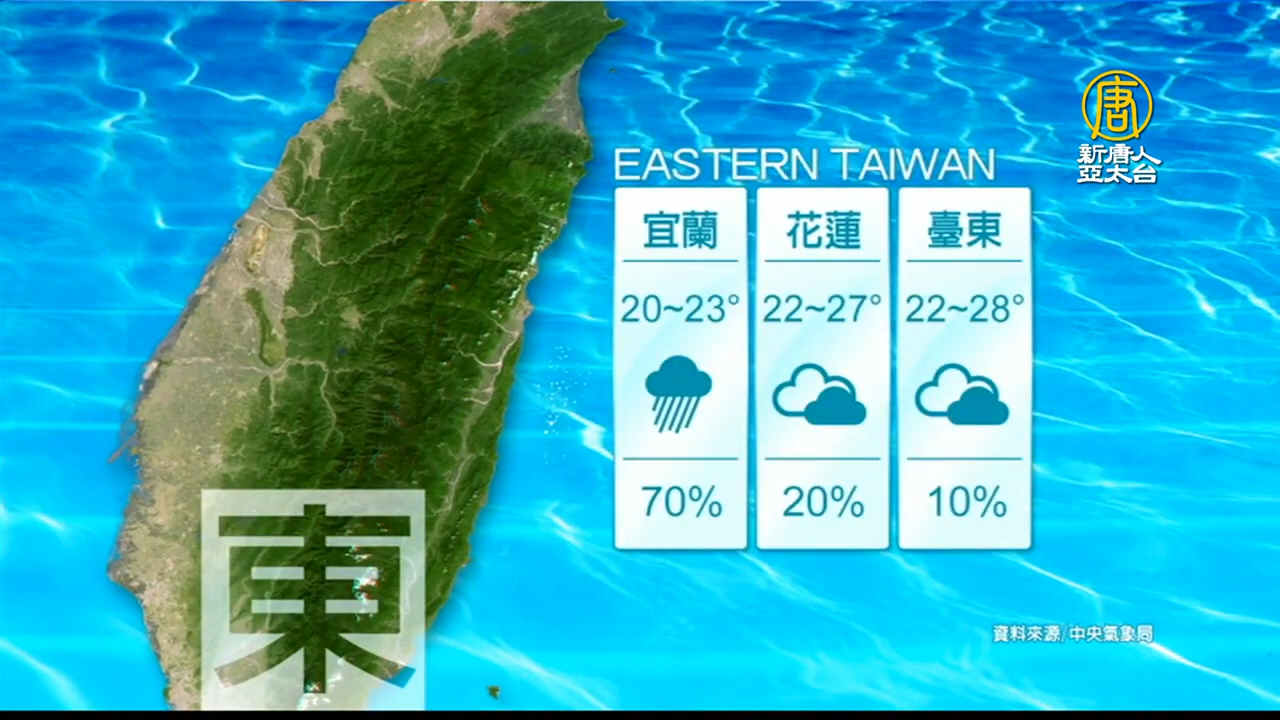 唐
新唐人
亞太台
EASTERN TAIWAN
宜蘭
花蓮
臺東
20~23°
22~27°
22~28°
70%
20%
10%
東
資料來源/中央氣象局